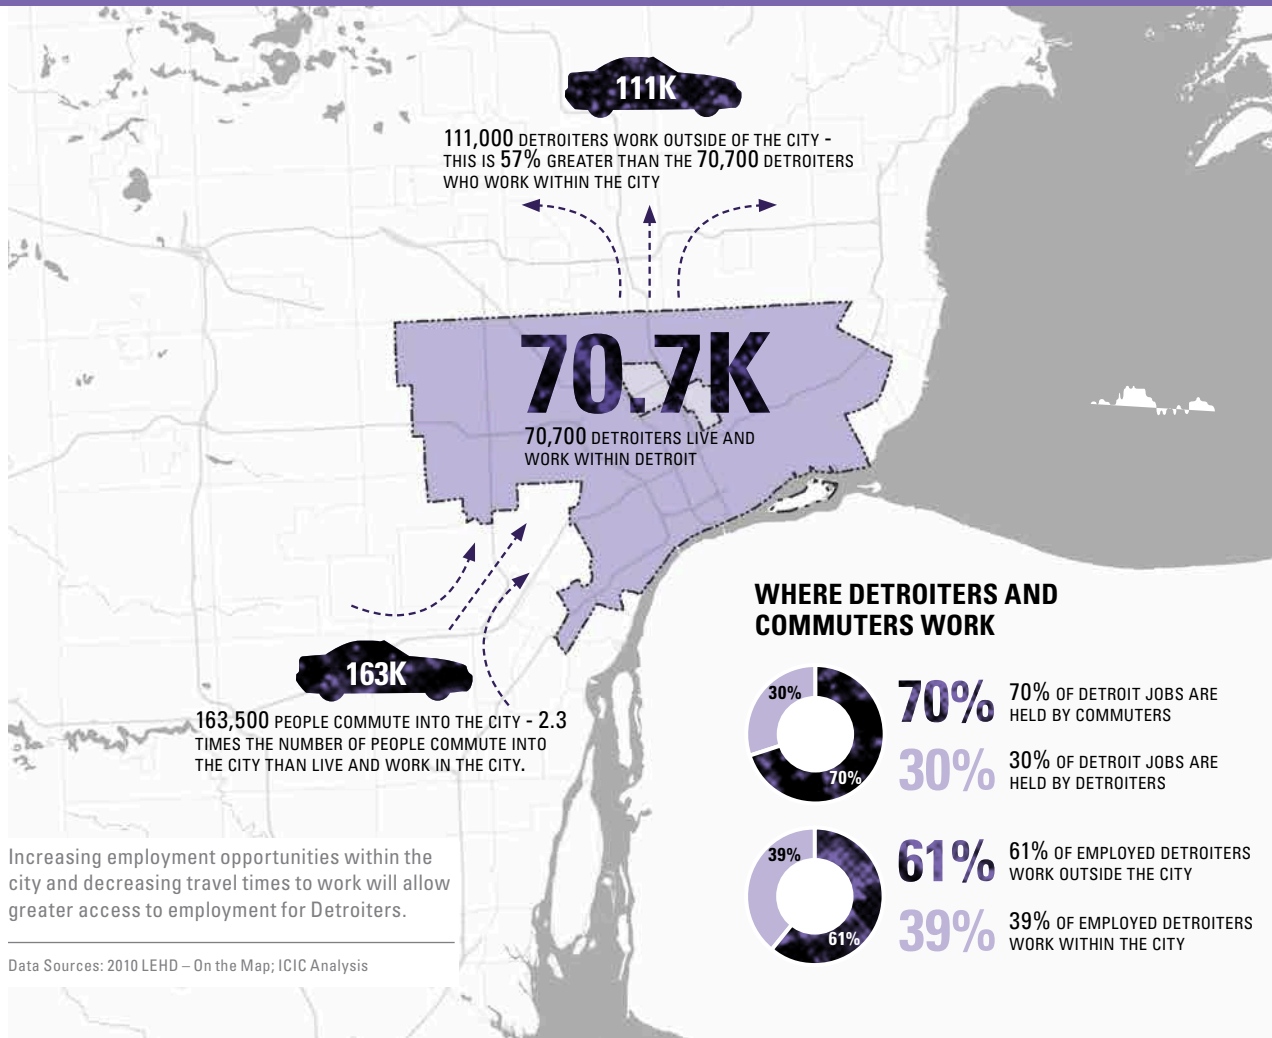 111K
111,000 DETROITERS WORK OUTSIDE OF THE CITY -
THIS IS 57% GREATER THAN THE 70,700 DETROITERS
WHO WORK WITHIN THE CITY
70.7K
70,700 DETROITERS LIVE AND
WORK WITHIN DETROIT
163K
163,500 PEOPLE COMMUTE INTO THE CITY - 2.3
TIMES THE NUMBER OF PEOPLE COMMUTE INTO
THE CITY THAN LIVE AND WORK IN THE CITY.
WHERE DETROITERS AND
COMMUTERS WORK
30%
70%
70%
70% OF DETROIT JOBS ARE
HELD BY COMMUTERS
30%
30% OF DETROIT JOBS ARE
HELD BY DETROITERS
39%
61%
61%
61% OF EMPLOYED DETROITERS
WORK OUTSIDE THE CITY
39%
39% OF EMPLOYED DETROITERS
WORK WITHIN THE CITY
Increasing employment opportunities within the
city and decreasing travel times to work will allow
greater access to employment for Detroiters.
Data Sources: 2010 LEHD – On the Map; ICIC Analysis